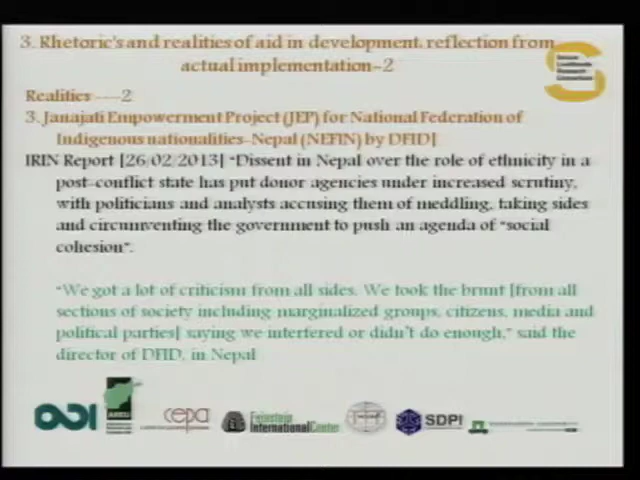 3. Rhetoric's and realities of aid in development, reflection from
actual implementation-2
Realities ----2
3. Janajati Empowerment Project (JEP) for National Federation of
Indigenous nationalities-Nepal (NEFIN) by DFID]
IRIN Report [26/02/2013] "Dissent in Nepal over the role of ethnicity in a
post-conflict state has put donor agencies under increased scrutiny,
with politicians and analysts accusing them of meddling, taking sides
and circumventing the government to push an agenda of "social
cohesion".
"We got a lot of criticism from all sides. We took the brunt [from all
sections of society including marginalized groups, citizens, media and
political parties] saying we interfered or didn't do enough," said the
director of DFID, in Nepal
Secure
Livelihoods
Research
Consortium
ODI
AREU
cepa
Feinstein
International Center
SDPI